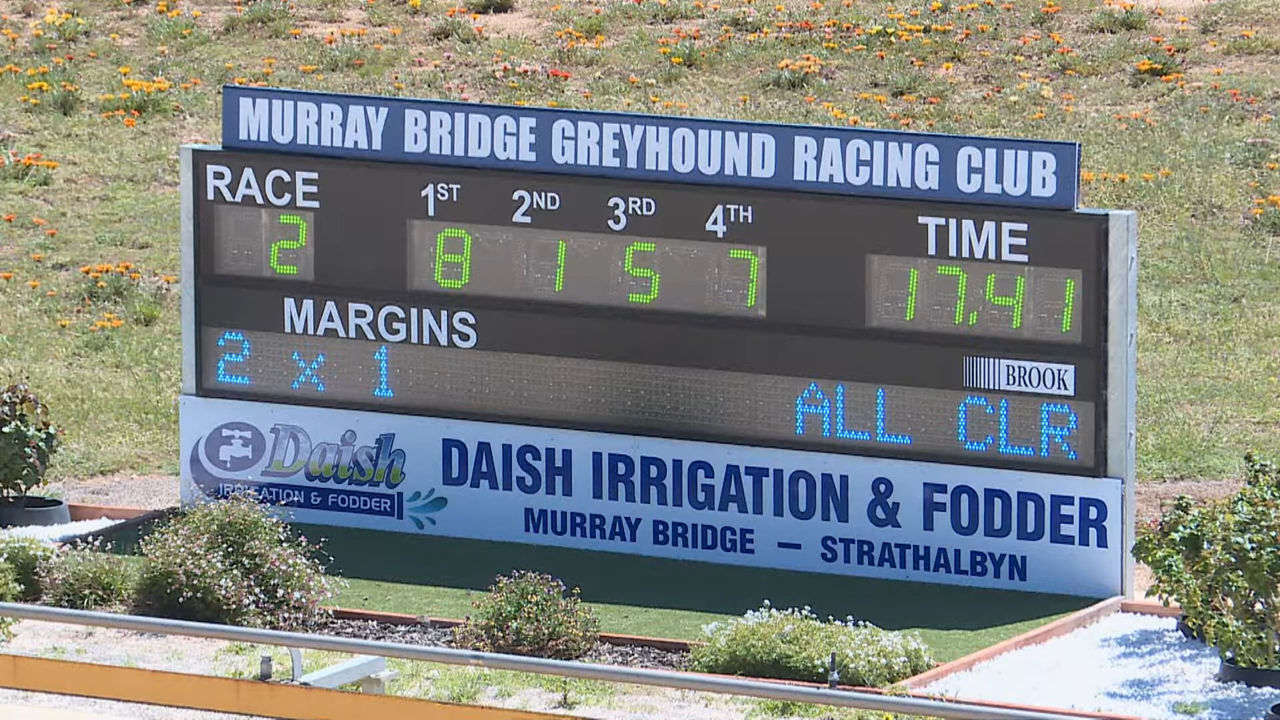 MURRAY BRIDGE GREYHOUND RACING CLUB
RACE 1ST 2ND 3RD 4TH TIME
2 8 1 5 7 17.41
MARGINS
BROOK
2 x 1 ALL CLR
Daish
IRRIGATION & FODDER
DAISH IRRIGATION & FODDER
MURRAY BRIDGE – STRATHALBYN